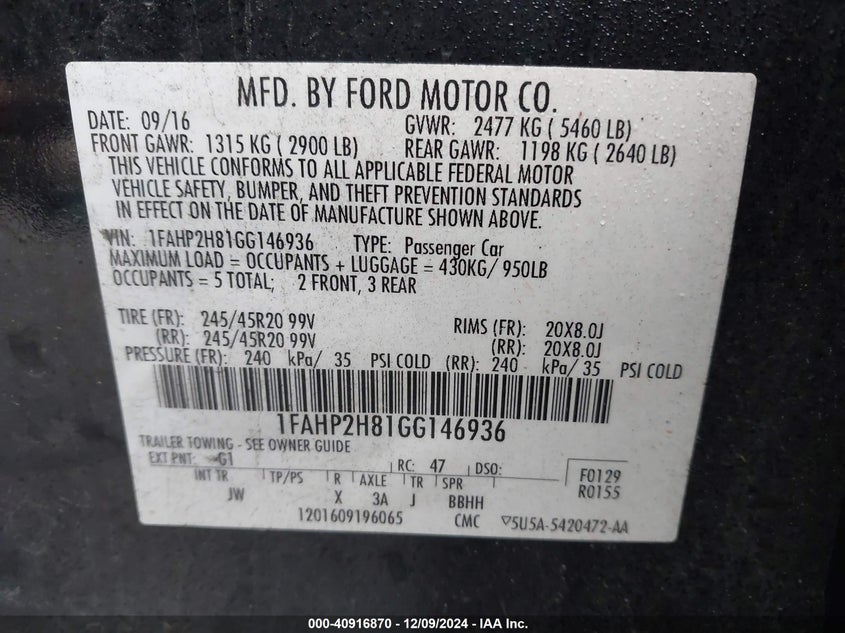 MFD. BY FORD MOTOR CO.
DATE: 09/16 GVWR: 2477 KG ( 5460 LB)
FRONT GAWR: 1315 KG ( 2900 LB) REAR GAWR: 1198 KG ( 2640 LB)
THIS VEHICLE CONFORMS TO ALL APPLICABLE FEDERAL MOTOR
VEHICLE SAFETY, BUMPER, AND THEFT PREVENTION STANDARDS
IN EFFECT ON THE DATE OF MANUFACTURE SHOWN ABOVE.
VIN: 1FAHP2H81GG146936 TYPE: Passenger Car
MAXIMUM LOAD = OCCUPANTS + LUGGAGE = 430KG/ 950LB
OCCUPANTS = 5 TOTAL; 2 FRONT, 3 REAR
TIRE (FR): 245/45R20 99V RIMS (FR): 20X8.0J
(RR): 245/45R20 99V (RR): 20X8.0J
PRESSURE (FR): 240 kPa/ 35 PSI COLD (RR): 240 kPa/ 35 PSI COLD
1FAHP2H81GG146936
TRAILER TOWING - SEE OWNER GUIDE
EXT PNT: G1 RC: 47 DSO: F0129
INT TR TP/PS R AXLE TR SPR R0155
JW X 3A J BBHH
1201609196065 CMC ▽5U5A-5420472-AA
000-40916870 - 12/09/2024 - IAA Inc.